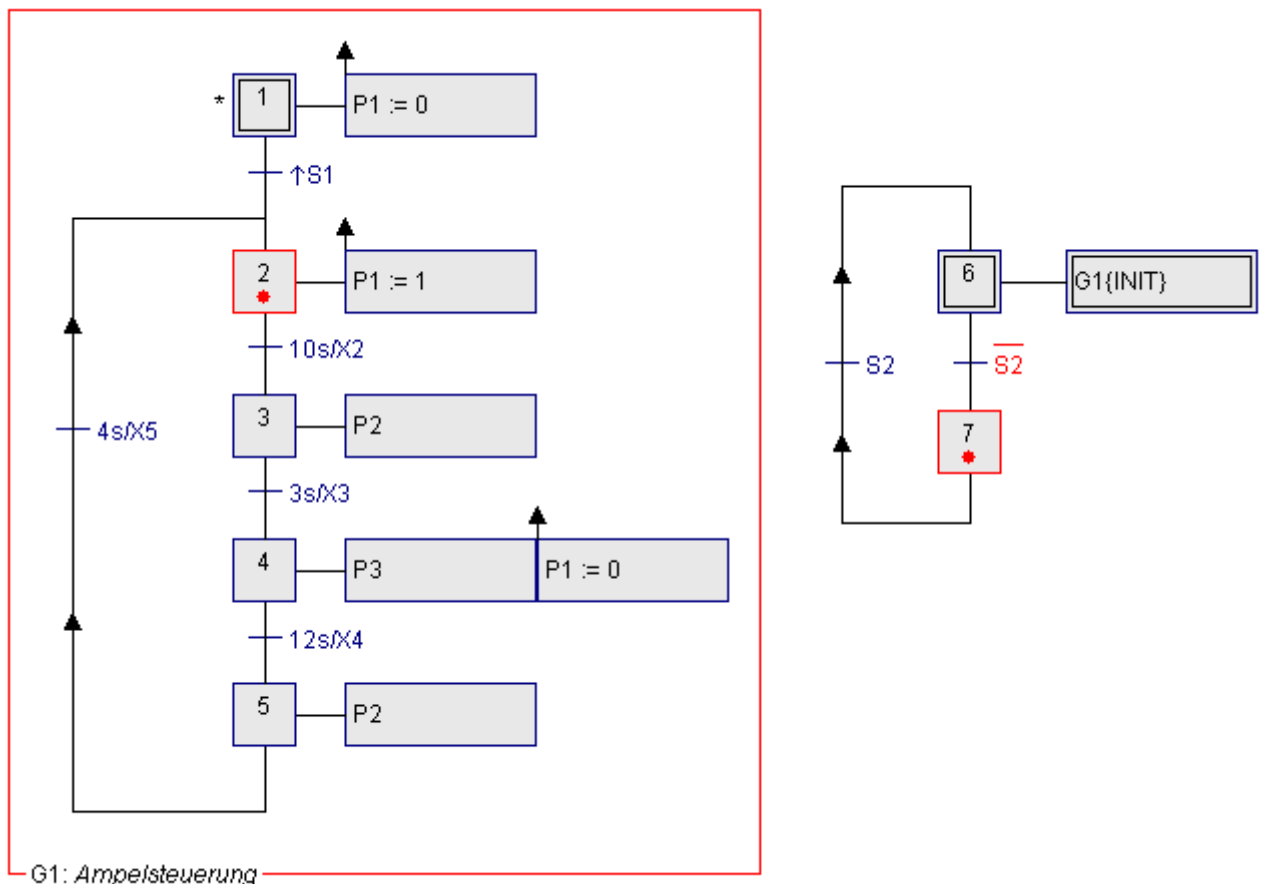 * 1 P1 := 0
↑S1
2 P1 := 1
10s/X2
3 P2
3s/X3
4s/X5
4 P3 P1 := 0
12s/X4
5 P2
G1: Ampelsteuerung
6 G1{INIT}
S2 S̅2̅
7